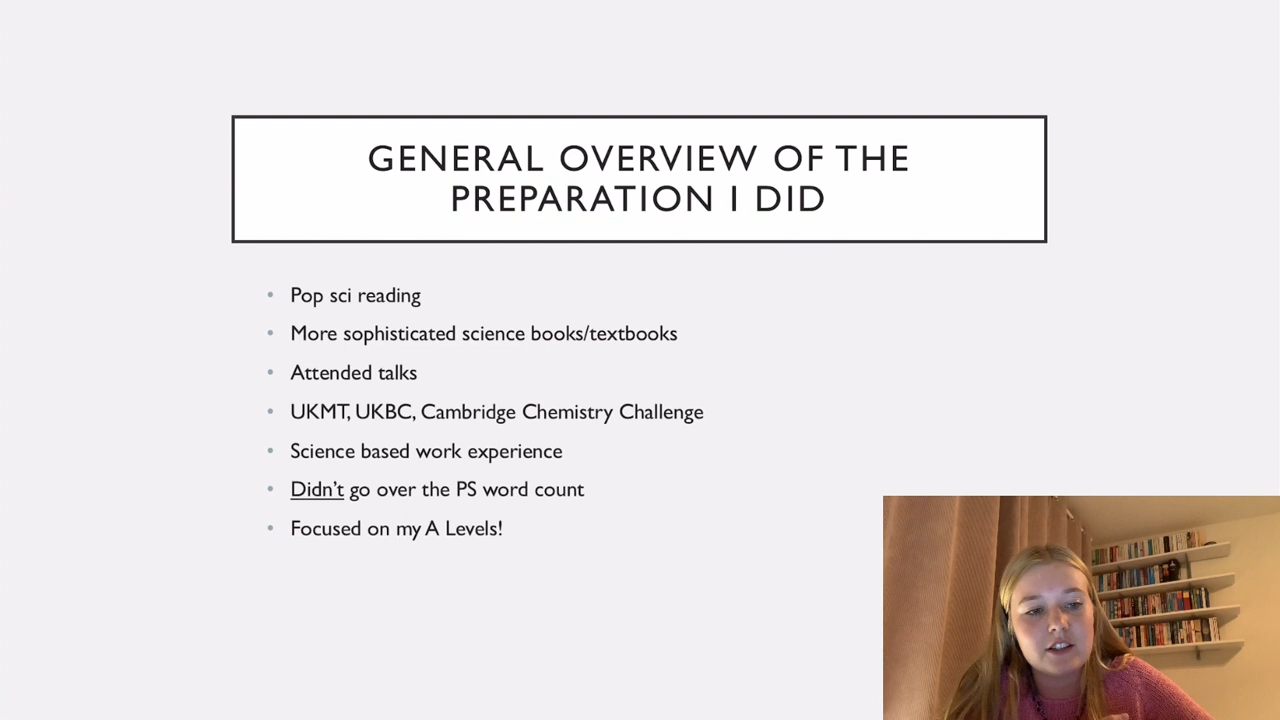 GENERAL OVERVIEW OF THE
PREPARATION I DID
• Pop sci reading
• More sophisticated science books/textbooks
• Attended talks
• UKMT, UKBC, Cambridge Chemistry Challenge
• Science based work experience
• Didn't go over the PS word count
• Focused on my A Levels!